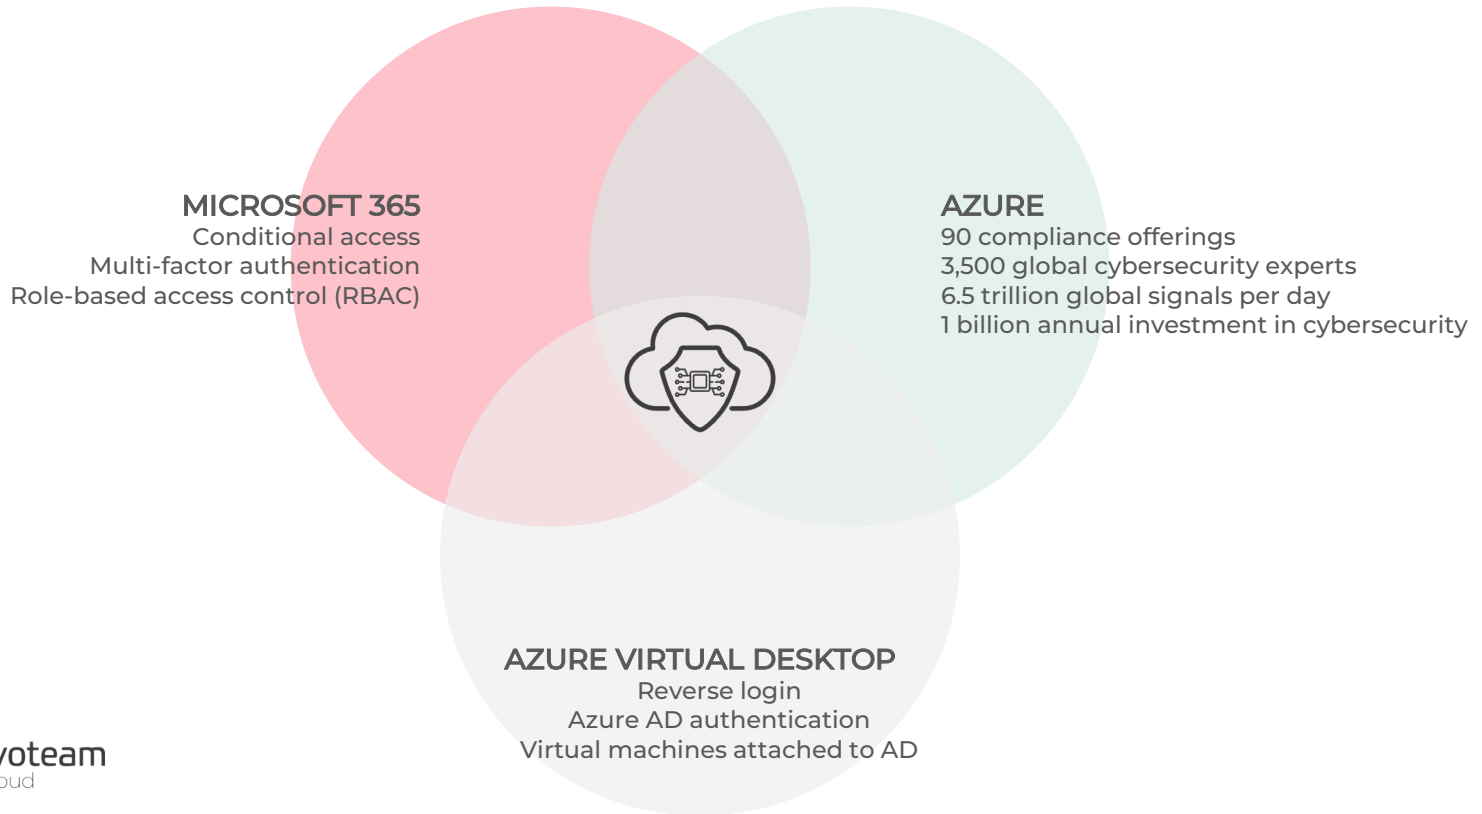 MICROSOFT 365
Conditional access
Multi-factor authentication
Role-based access control (RBAC)
AZURE
90 compliance offerings
3,500 global cybersecurity experts
6.5 trillion global signals per day
1 billion annual investment in cybersecurity
AZURE VIRTUAL DESKTOP
Reverse login
Azure AD authentication
Virtual machines attached to AD
voteam
oud